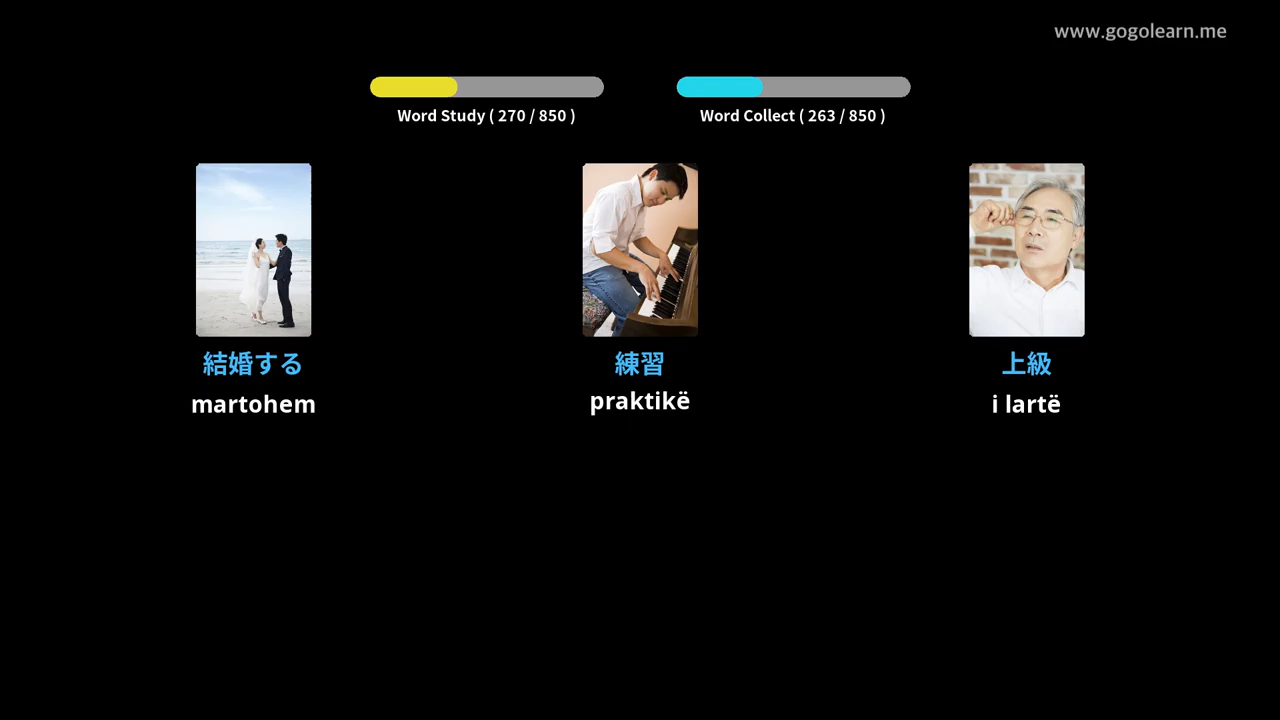 www.gogolearn.me
Word Study ( 270 / 850 )
Word Collect ( 263 / 850 )
結婚する
練習
上級
martohem
praktikë
i lartë